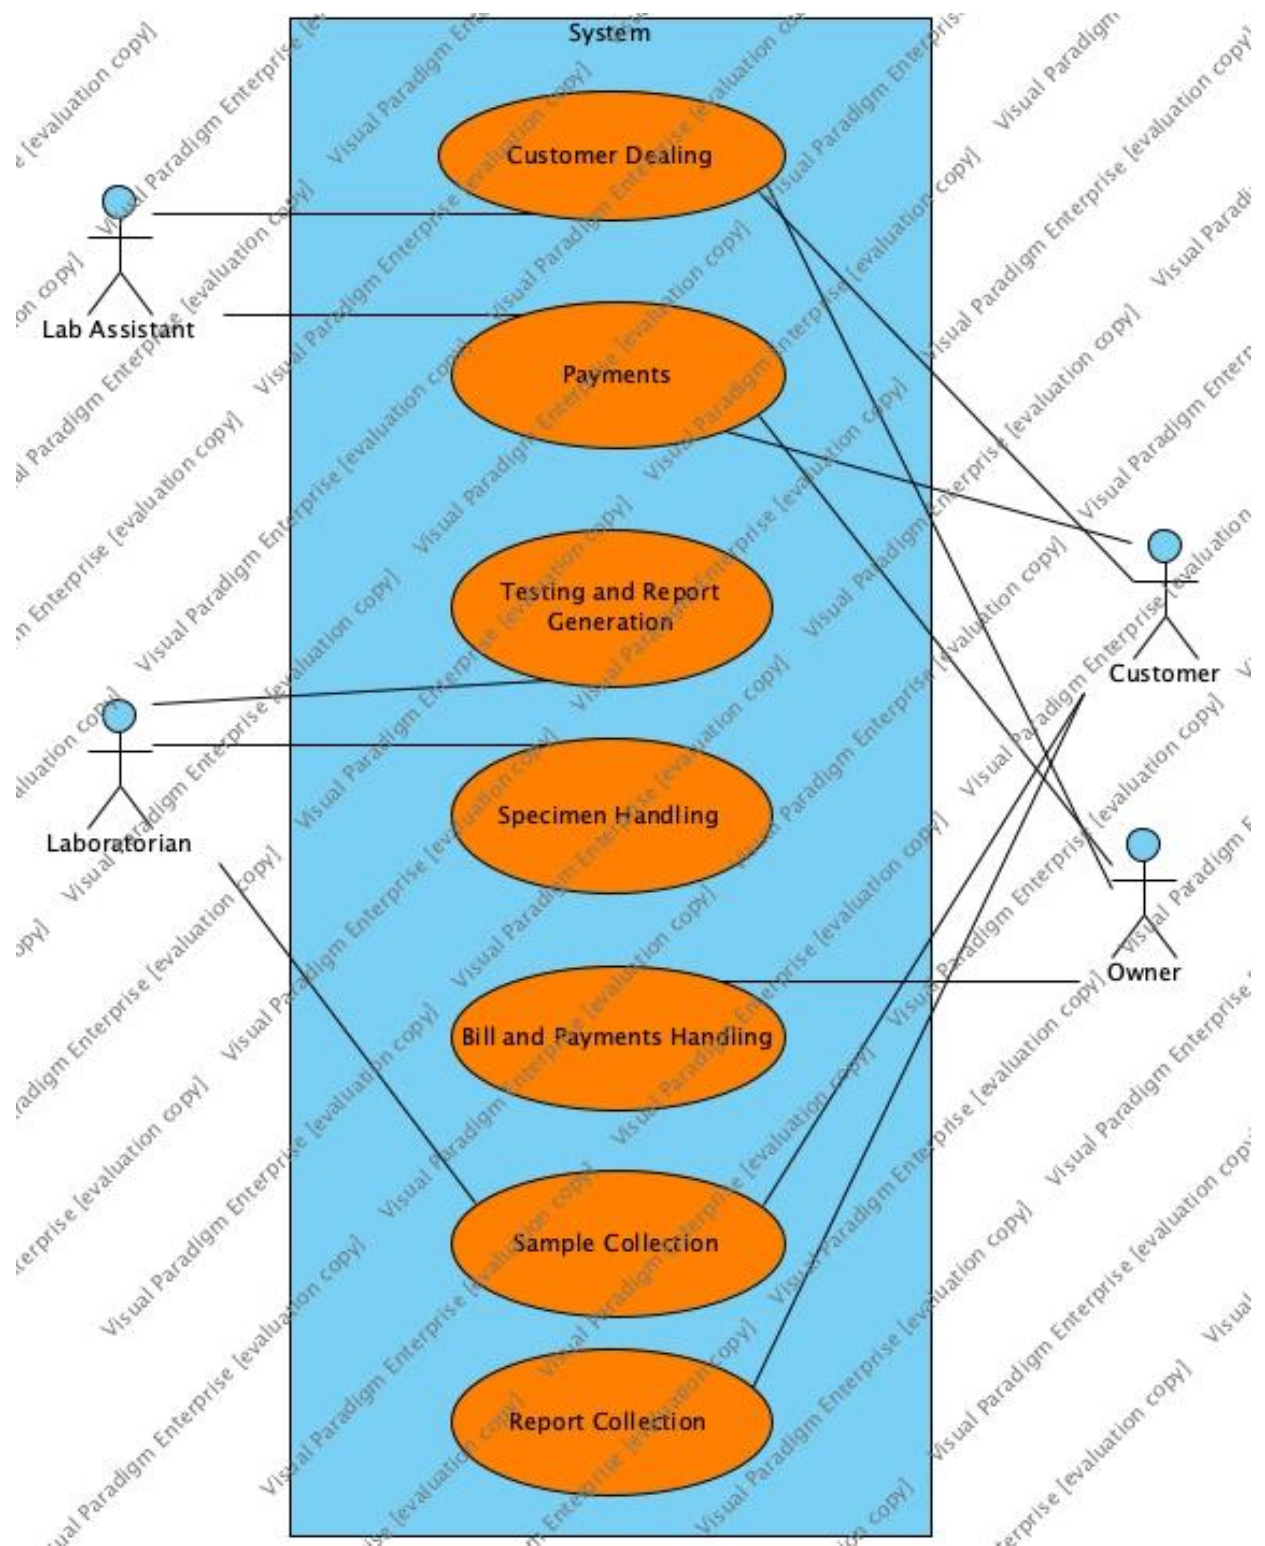 System
Customer Dealing
Lab Assistant
Payments
Testing and Report
Generation
Customer
Laboratorian
Specimen Handling
Owner
Bill and Payments Handling
Sample Collection
Report Collection
Visual Paradigm Enterprise [evaluation copy]